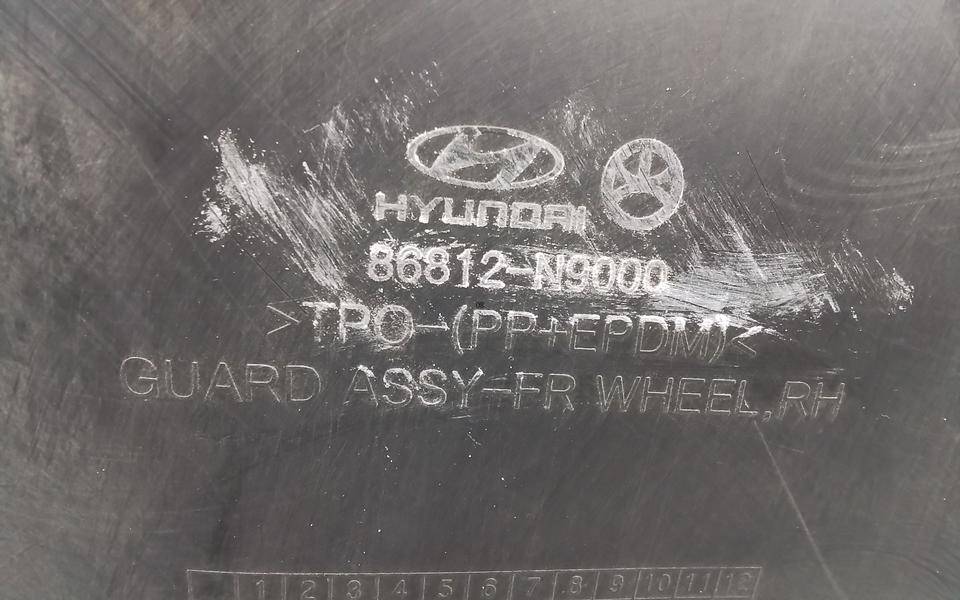 HYUNDAI
86812-N9000
>TPO-(PP+EPDM)<
GUARD ASSY-FR WHEEL,RH
1 2 3 4 5 6 7 8 9 10 11 12